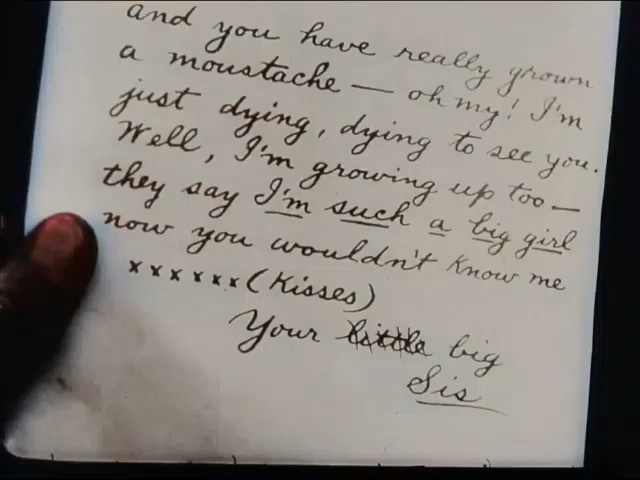 and you have really grown
a moustache — oh my! I'm
just dying, dying to see you.
Well, I'm growing up too —
they say I'm such a big girl
now you wouldn't know me
xxxxxx (Kisses)
Your little big
Sis